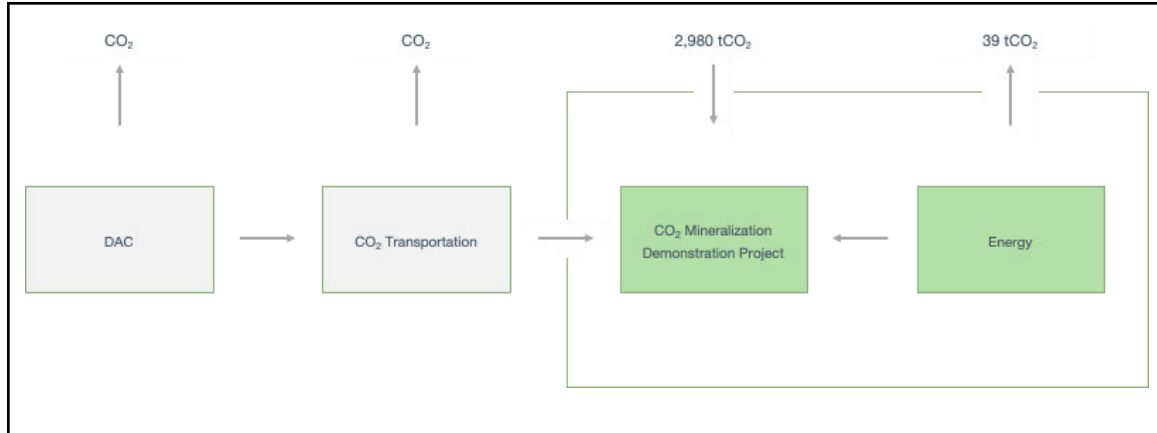 CO₂
CO₂
2,980 tCO₂
39 tCO₂
DAC
CO₂ Transportation
CO₂ Mineralization
Demonstration Project
Energy